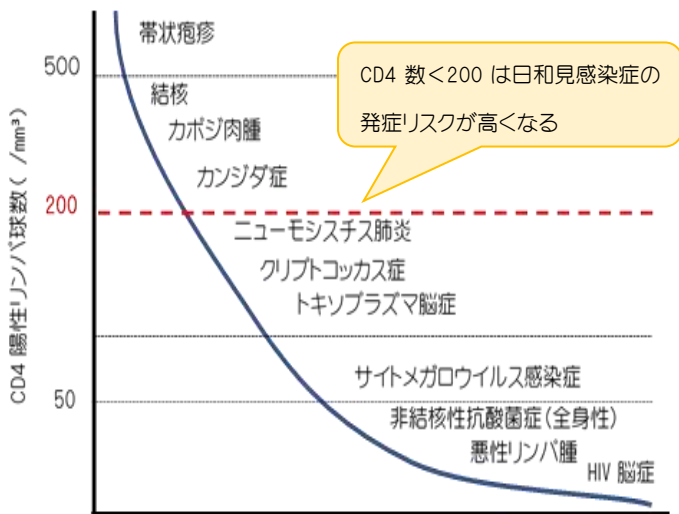 帯状疱疹
500
CD4 数<200 は日和見感染症の
発症リスクが高くなる
結核
カポジ肉腫
カンジダ症
200
ニューモシスチス肺炎
クリプトコッカス症
トキソプラズマ脳症
サイトメガロウイルス感染症
50
非結核性抗酸菌症(全身性)
悪性リンパ腫
HIV 脳症
CD4 陽性リンパ球数( /mm³)